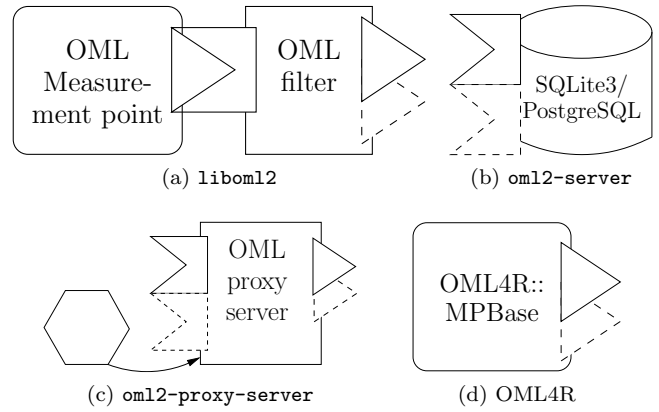 OML
Measure-
ment point
OML
filter
SQLite3/
PostgreSQL
(a) liboml2
(b) oml2-server
OML
proxy
server
OML4R::
MPBase
(c) oml2-proxy-server
(d) OML4R